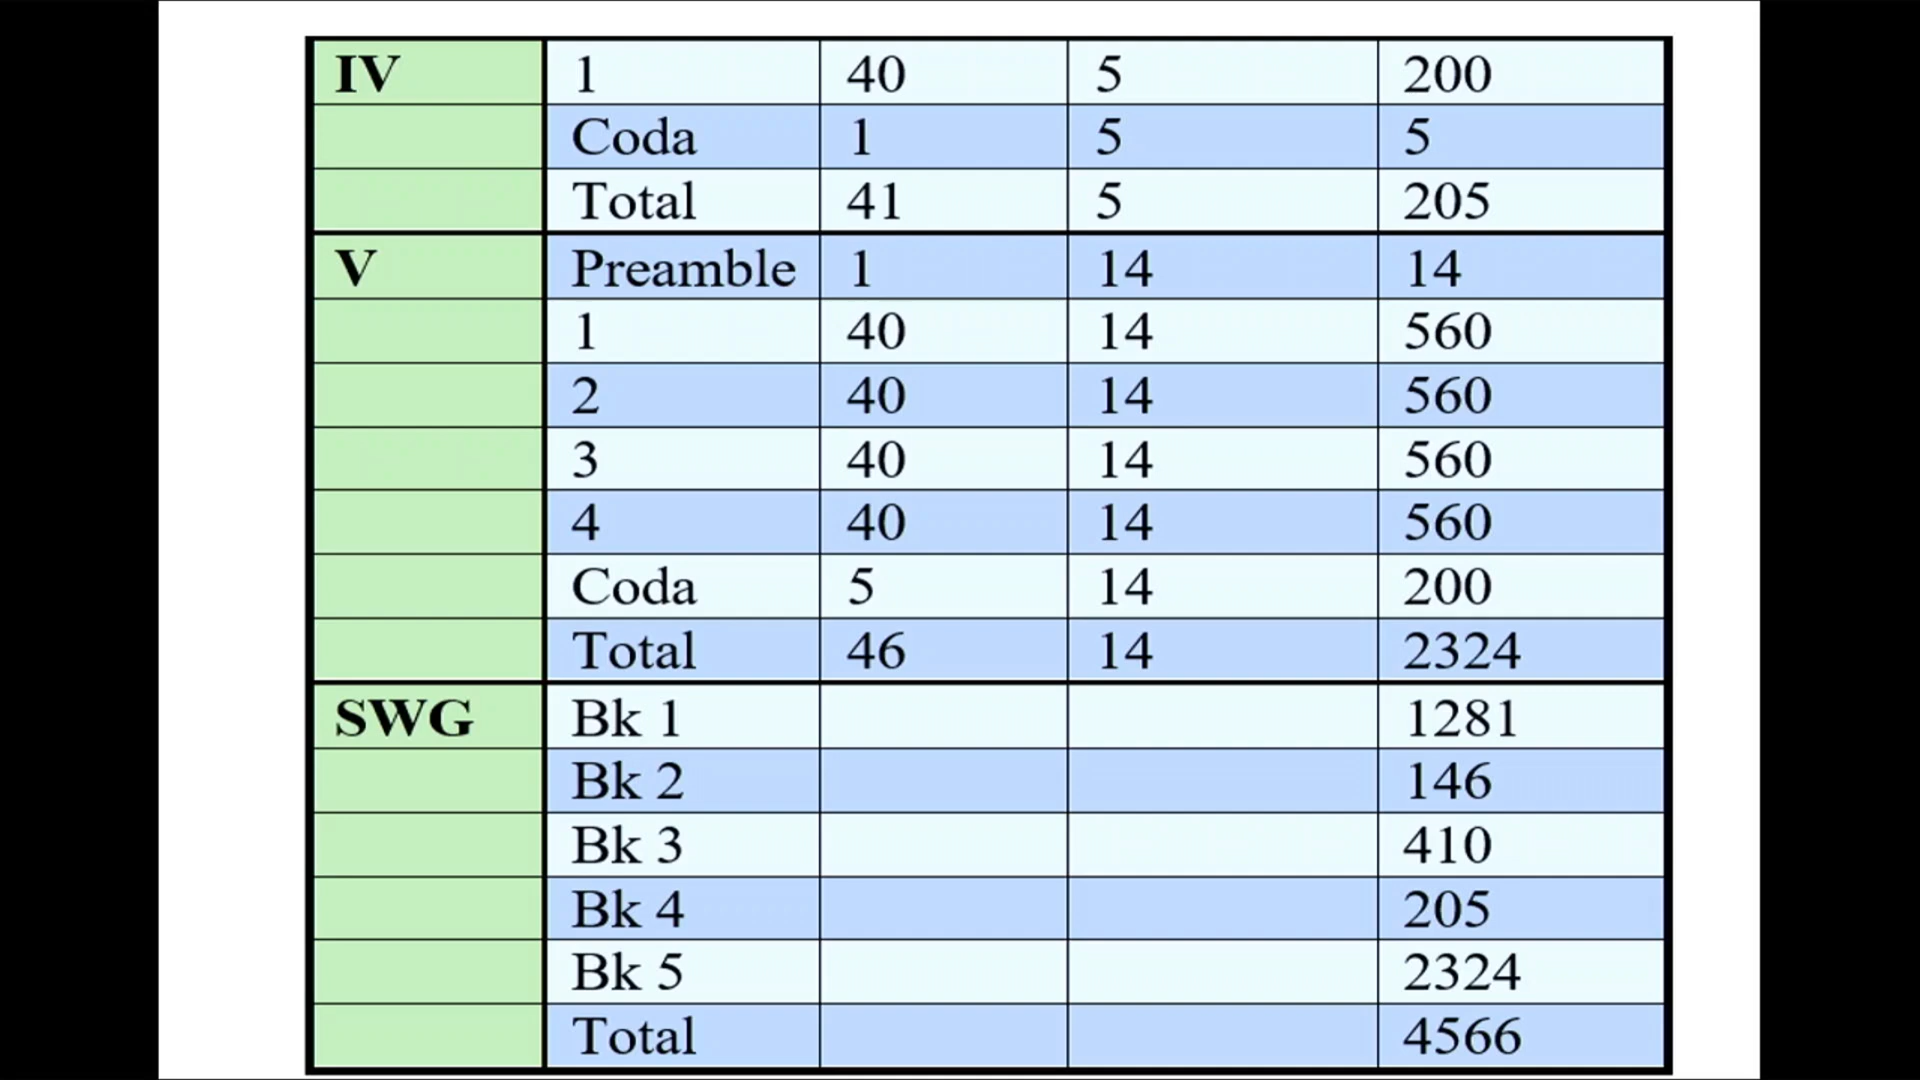 IV 1 40 5 200
Coda 1 5 5
Total 41 5 205
V Preamble 1 14 14
1 40 14 560
2 40 14 560
3 40 14 560
4 40 14 560
Coda 5 14 200
Total 46 14 2324
SWG Bk 1 1281
Bk 2 146
Bk 3 410
Bk 4 205
Bk 5 2324
Total 4566